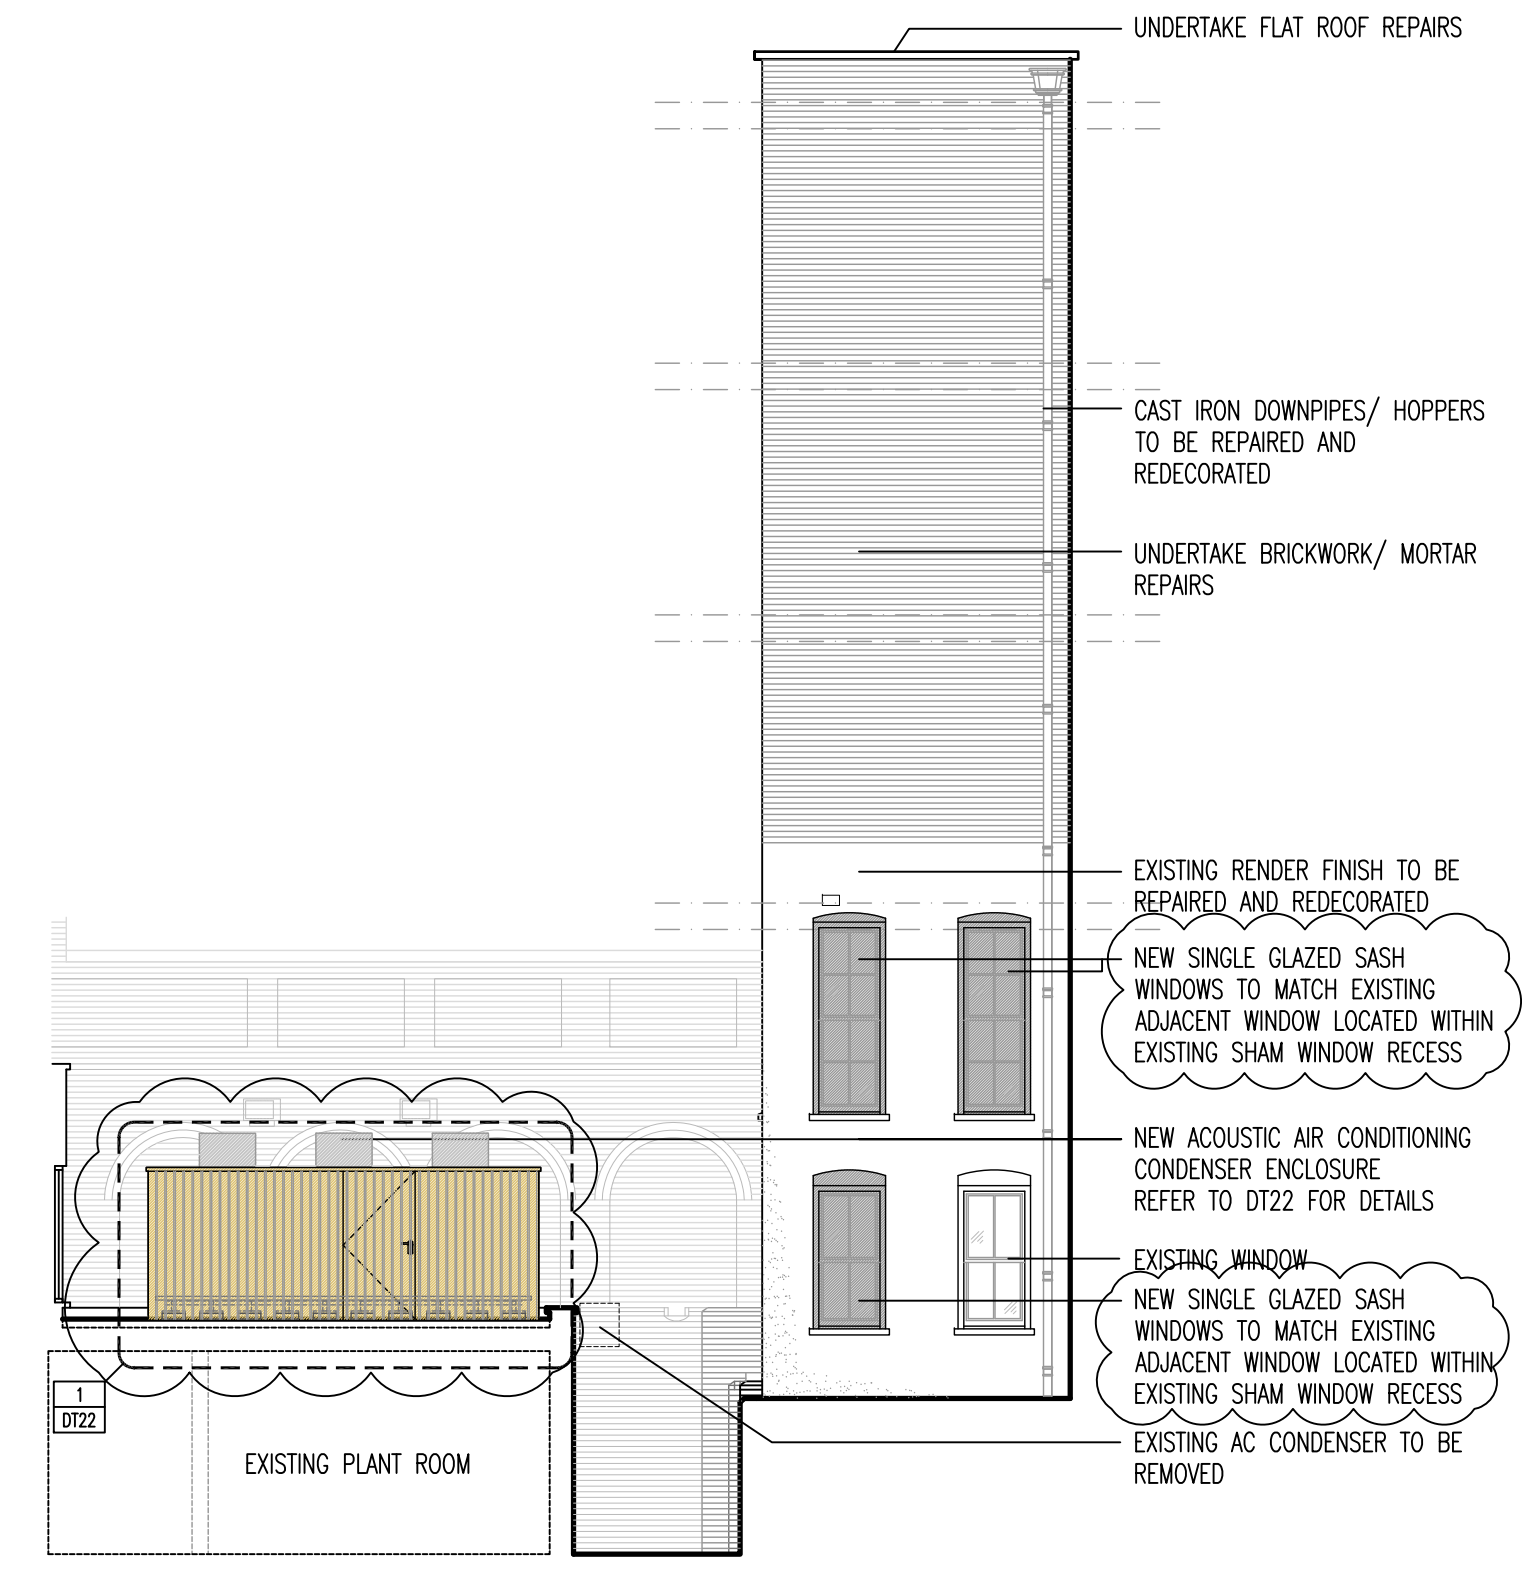 UNDERTAKE FLAT ROOF REPAIRS
CAST IRON DOWNPIPES/ HOPPERS
TO BE REPAIRED AND
REDECORATED
UNDERTAKE BRICKWORK/ MORTAR
REPAIRS
EXISTING RENDER FINISH TO BE
REPAIRED AND REDECORATED
NEW SINGLE GLAZED SASH
WINDOWS TO MATCH EXISTING
ADJACENT WINDOW LOCATED WITHIN
EXISTING SHAM WINDOW RECESS
NEW ACOUSTIC AIR CONDITIONING
CONDENSER ENCLOSURE
REFER TO DT22 FOR DETAILS
EXISTING WINDOW
NEW SINGLE GLAZED SASH
WINDOWS TO MATCH EXISTING
ADJACENT WINDOW LOCATED WITHIN
EXISTING SHAM WINDOW RECESS
EXISTING AC CONDENSER TO BE
REMOVED
1
DT22
EXISTING PLANT ROOM